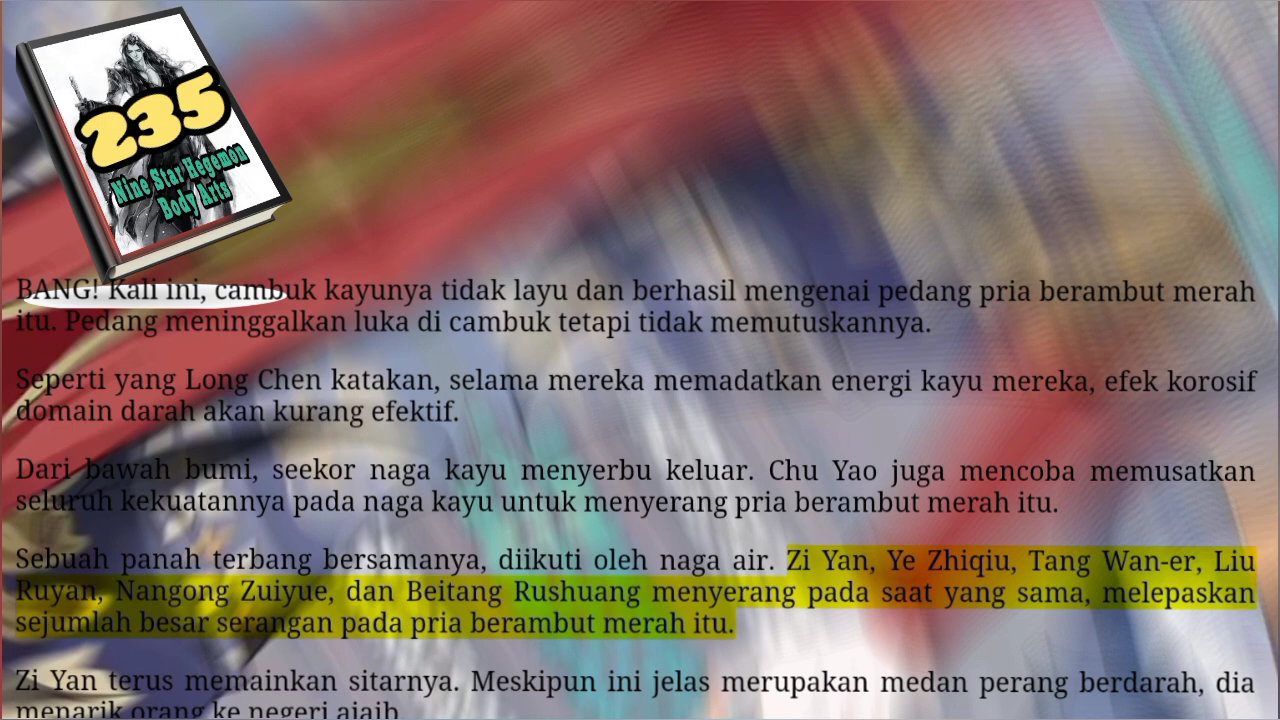 235
Nine Star Hegemon
Body Arts
BANG! Kali ini, cambuk kayunya tidak layu dan berhasil mengenai pedang pria berambut merah
itu. Pedang meninggalkan luka di cambuk tetapi tidak memutuskannya.
Seperti yang Long Chen katakan, selama mereka memadatkan energi kayu mereka, efek korosif
domain darah akan kurang efektif.
Dari bawah bumi, seekor naga kayu menyerbu keluar. Chu Yao juga mencoba memusatkan
seluruh kekuatannya pada naga kayu untuk menyerang pria berambut merah itu.
Sebuah panah terbang bersamanya, diikuti oleh naga air. Zi Yan, Ye Zhiqiu, Tang Wan-er, Liu
Ruyan, Nangong Zuiyue, dan Beitang Rushuang menyerang pada saat yang sama, melepaskan
sejumlah besar serangan pada pria berambut merah itu.
Zi Yan terus memainkan sitarnya. Meskipun ini jelas merupakan medan perang berdarah, dia
menarik orang ke negeri ajaib